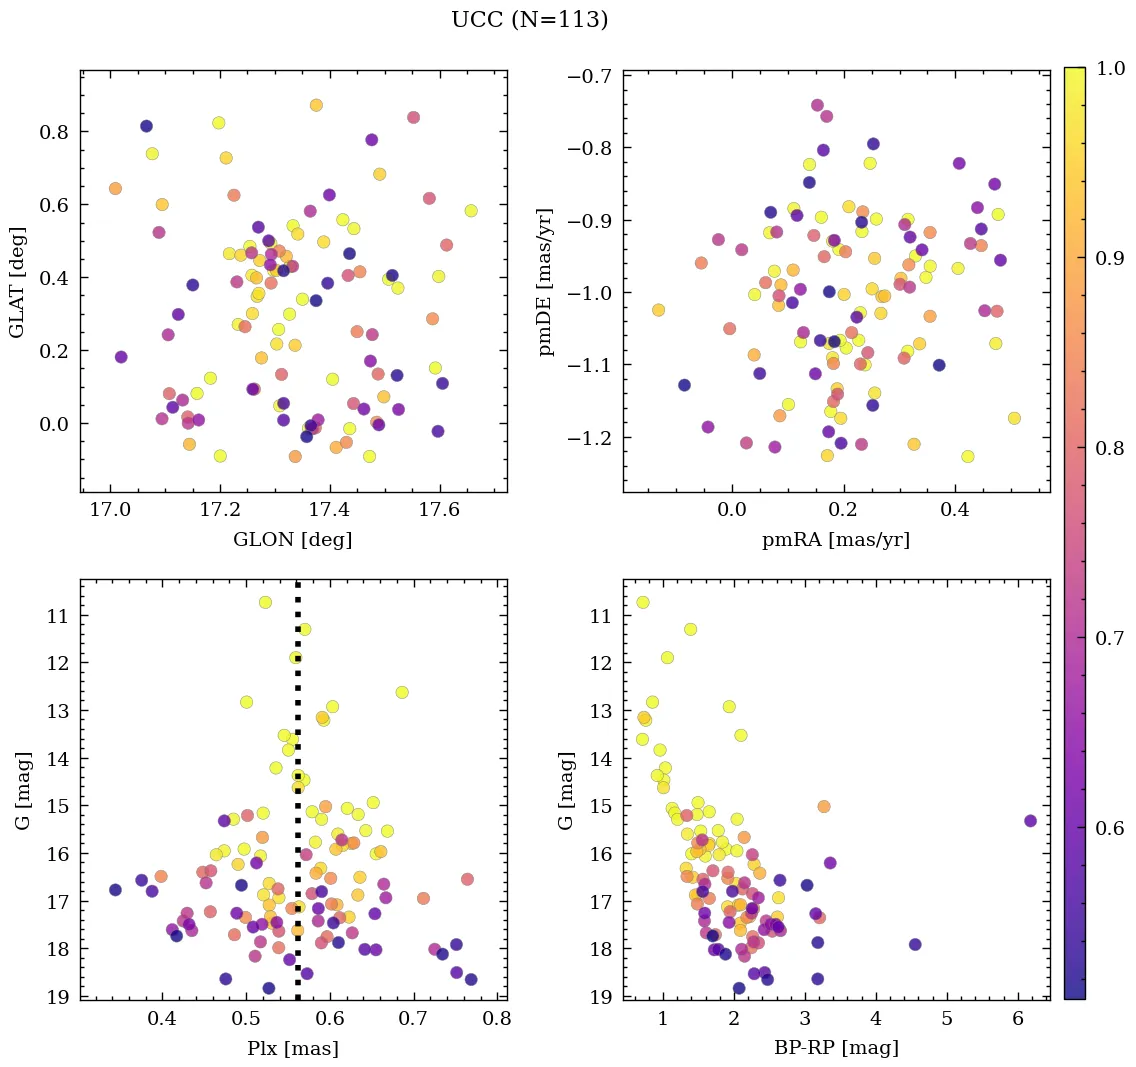 UCC (N=113)
0.8
0.6
0.4
0.2
0.0
GLAT [deg]
17.0 17.2 17.4 17.6
GLON [deg]
−0.7
−0.8
−0.9
−1.0
−1.1
−1.2
pmDE [mas/yr]
0.0 0.2 0.4
pmRA [mas/yr]
1.0
0.9
0.8
0.7
0.6
11
12
13
14
15
16
17
18
19
G [mag]
0.4 0.5 0.6 0.7 0.8
Plx [mas]
11
12
13
14
15
16
17
18
19
G [mag]
1 2 3 4 5 6
BP-RP [mag]